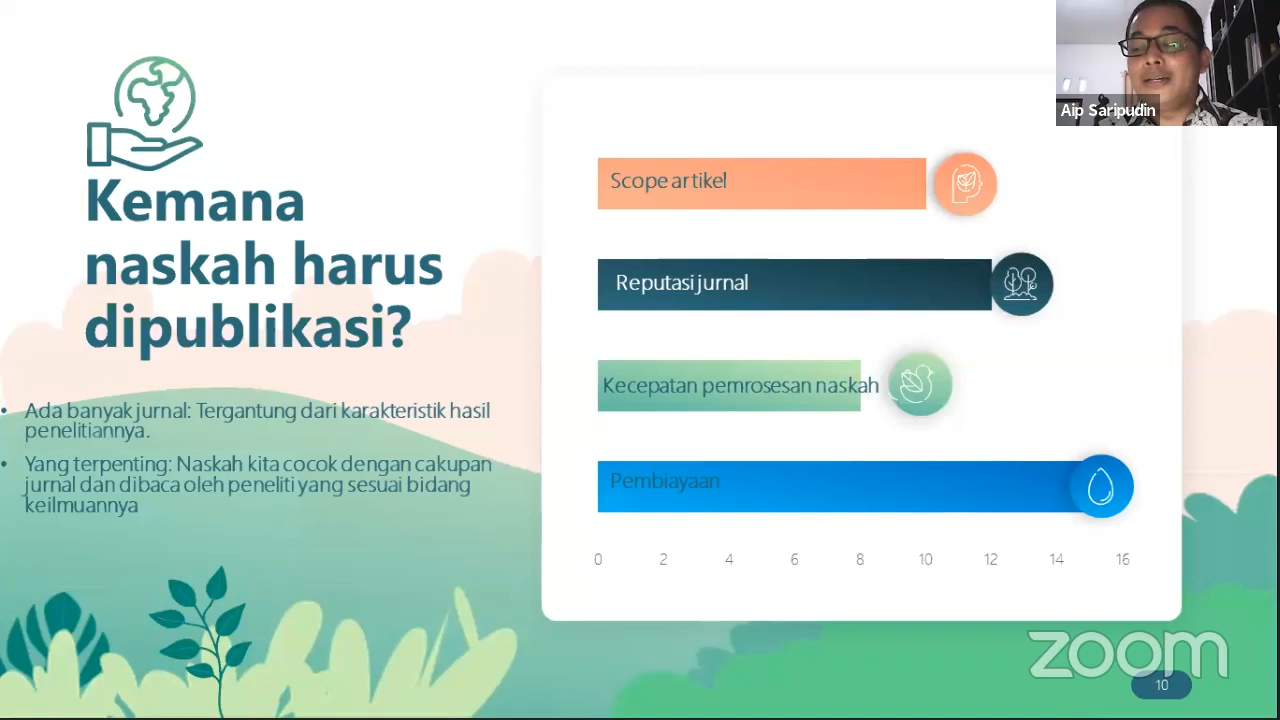 Aip Saripudin
Kemana
naskah harus
dipublikasi?
• Ada banyak jurnal: Tergantung dari karakteristik hasil
penelitiannya.
• Yang terpenting: Naskah kita cocok dengan cakupan
jurnal dan dibaca oleh peneliti yang sesuai bidang
keilmuannya
Scope artikel
Reputasi jurnal
Kecepatan pemrosesan naskah
Pembiayaan
0 2 4 6 8 10 12 14 16
zoom
10